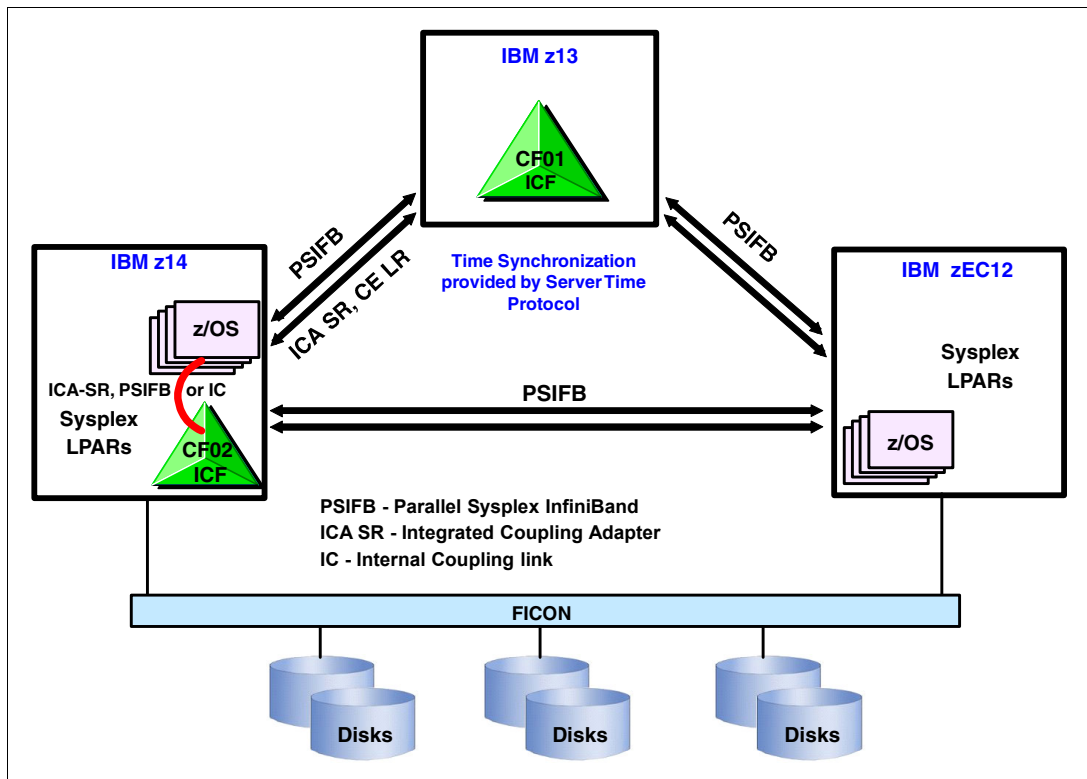 IBM z13
CF01
ICF
PSIFB
ICA SR, CE LR
PSIFB
Time Synchronization
provided by Server Time
Protocol
IBM z14
z/OS
ICA-SR, PSIFB or IC
Sysplex
LPARs
CF02
ICF
IBM zEC12
Sysplex
LPARs
z/OS
PSIFB
PSIFB - Parallel Sysplex InfiniBand
ICA SR - Integrated Coupling Adapter
IC - Internal Coupling link
FICON
Disks
Disks
Disks